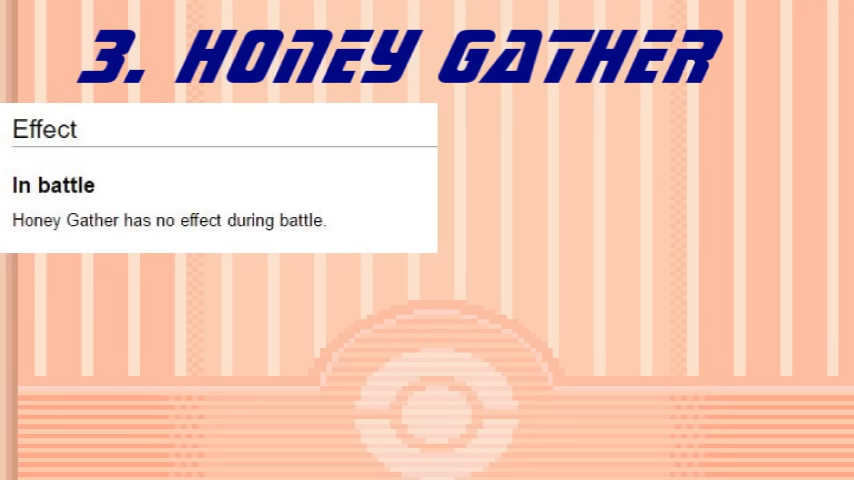 3. HONEY GATHER
Effect
In battle
Honey Gather has no effect during battle.